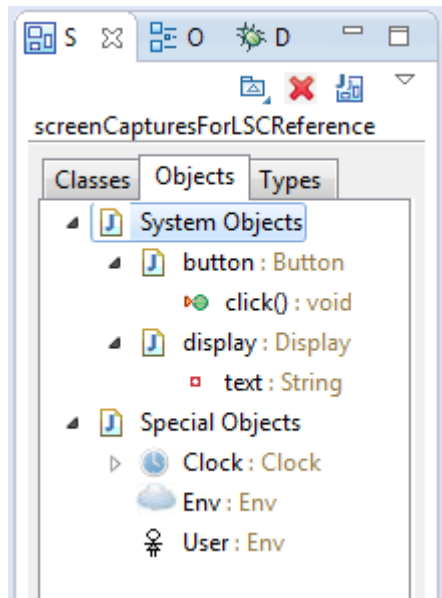 S O D
screenCapturesForLSCReference
Classes Objects Types
System Objects
button : Button
click() : void
display : Display
text : String
Special Objects
Clock : Clock
Env : Env
User : Env